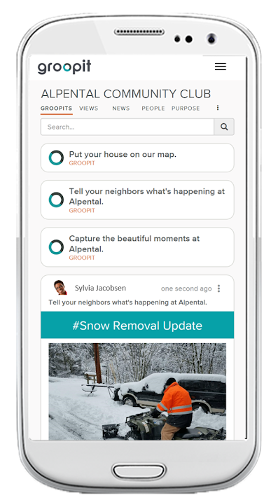 groopit
ALPENTAL COMMUNITY CLUB
GROOPITS VIEWS NEWS PEOPLE PURPOSE
Search...
Put your house on our map.
GROOPIT
Tell your neighbors what's happening at
Alpental.
GROOPIT
Capture the beautiful moments at
Alpental.
GROOPIT
Sylvia Jacobsen one second ago
Tell your neighbors what's happening at Alpental.
#Snow Removal Update